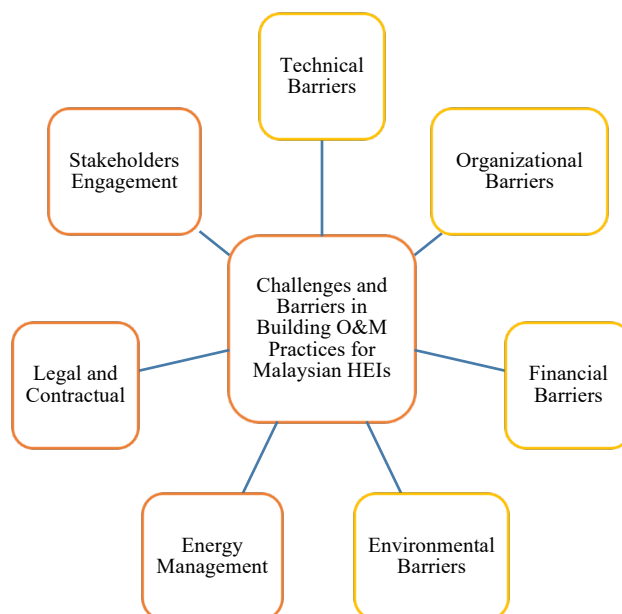 Technical
Barriers
Stakeholders
Engagement
Organizational
Barriers
Challenges and
Barriers in
Building O&M
Practices for
Malaysian HEIs
Legal and
Contractual
Financial
Barriers
Energy
Management
Environmental
Barriers